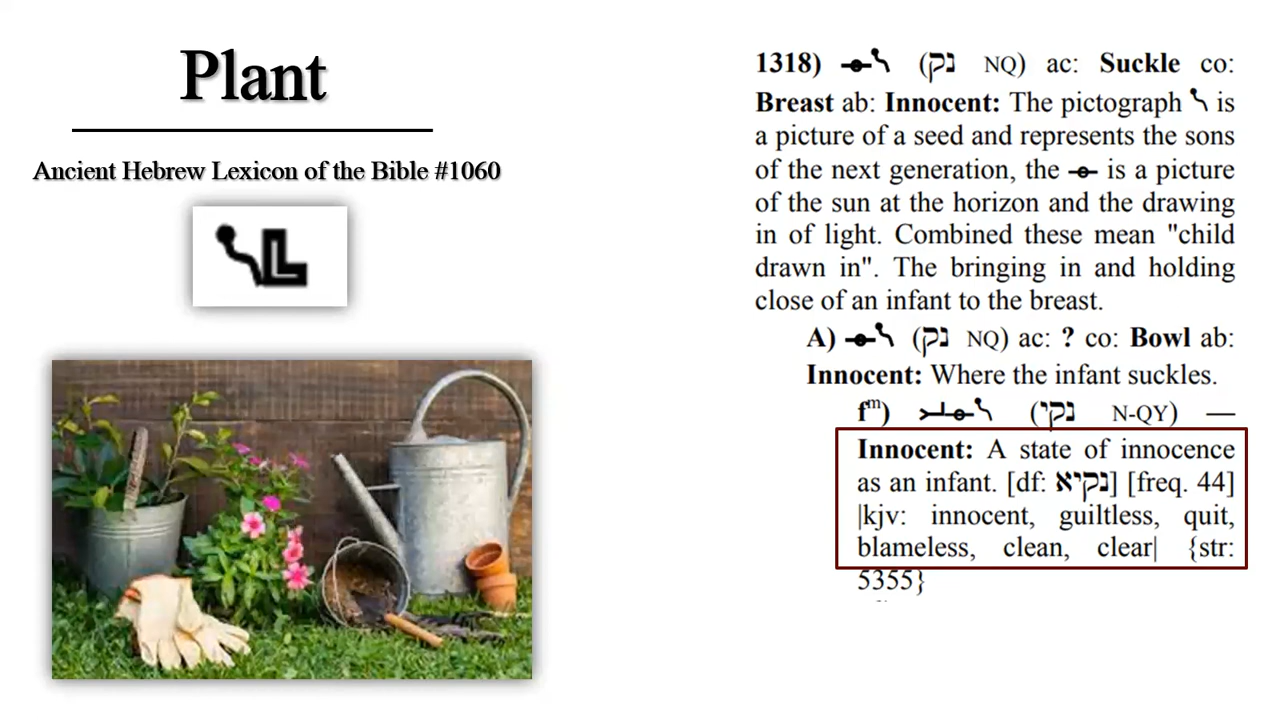 Plant
Ancient Hebrew Lexicon of the Bible #1060
1318) (נק NQ) ac: Suckle co:
Breast ab: Innocent: The pictograph is
a picture of a seed and represents the sons
of the next generation, the is a picture
of the sun at the horizon and the drawing
in of light. Combined these mean "child
drawn in". The bringing in and holding
close of an infant to the breast.
A) (נק NQ) ac: ? co: Bowl ab:
Innocent: Where the infant suckles.
fᵐ) (נקי N-QY) —
Innocent: A state of innocence
as an infant. [df: נקיא] [freq. 44]
|kjv: innocent, guiltless, quit,
blameless, clean, clear| {str:
5355}